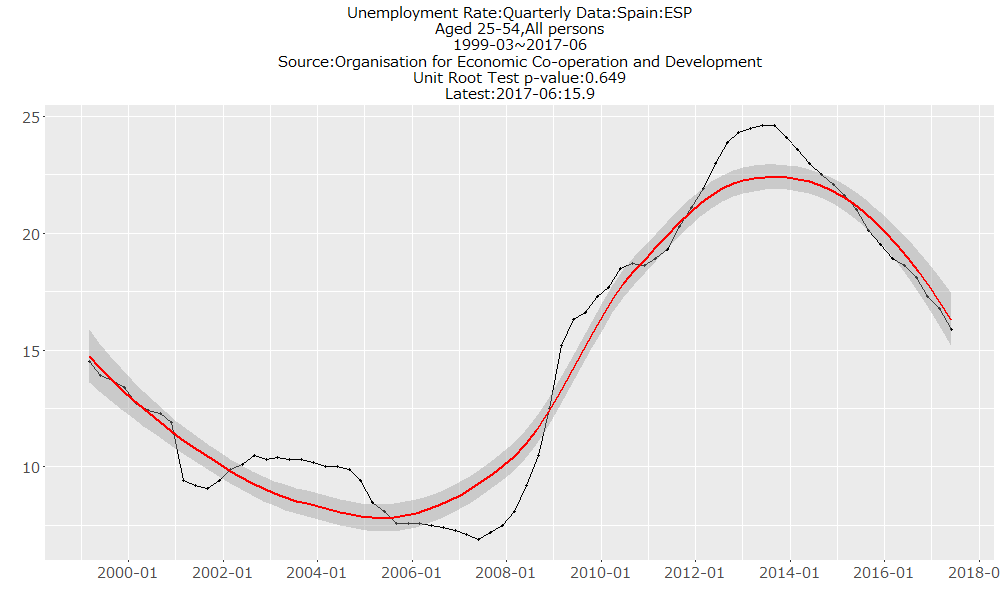 Unemployment Rate:Quarterly Data:Spain:ESP
Aged 25-54,All persons
1999-03~2017-06
Source:Organisation for Economic Co-operation and Development
Unit Root Test p-value:0.649
Latest:2017-06:15.9
25
20
15
10
2000-01 2002-01 2004-01 2006-01 2008-01 2010-01 2012-01 2014-01 2016-01 2018-0